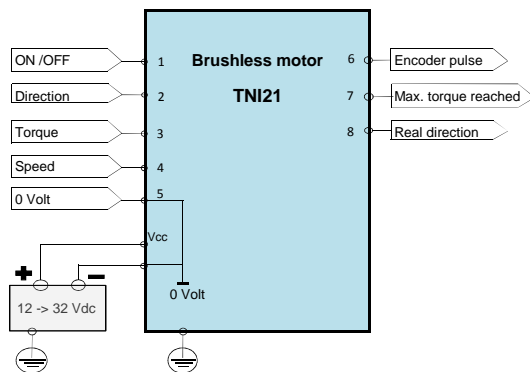 Brushless motor
TNI21
ON /OFF 1
Direction 2
Torque 3
Speed 4
0 Volt 5
Vcc
+ −
12 -> 32 Vdc
0 Volt
6 Encoder pulse
7 Max. torque reached
8 Real direction